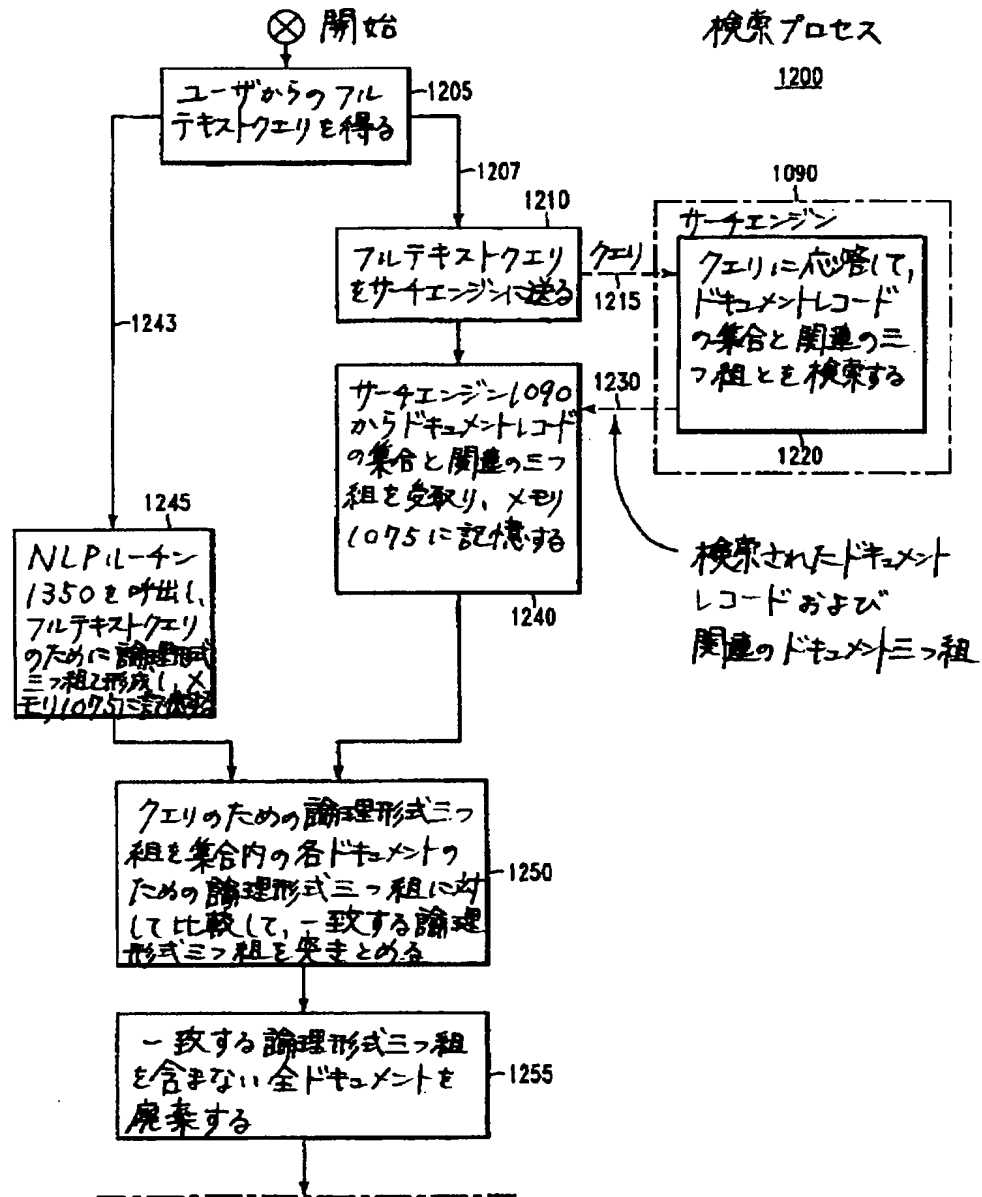 開始
検索プロセス
1200
ユーザからのフル
テキストクエリを得る
1205
1207
1210
フルテキストクエリ
をサーチエンジンに送る
クエリ
1215
1090
サーチエンジン
クエリに応答して,
ドキュメントレコード
の集合と関連の三
つ組とを検索する
1220
1243
サーチエンジン1090
からドキュメントレコード
の集合と関連の三つ
組を受取り、メモリ
1075に記憶する
1230
1240
検索されたドキュメント
レコードおよび
関連のドキュメント三つ組
1245
NLPルーチン
1350を呼出し,
フルテキストクエリ
のために論理形式
三つ組を形成し,メ
モリ1075に記憶する
クエリのための論理形式三つ
組を集合内の各ドキュメントの
ための論理形式三つ組に対
して比較して,一致する論理
形式三つ組を突きとめる
1250
一致する論理形式三つ組
を含まない全ドキュメントを
廃棄する
1255